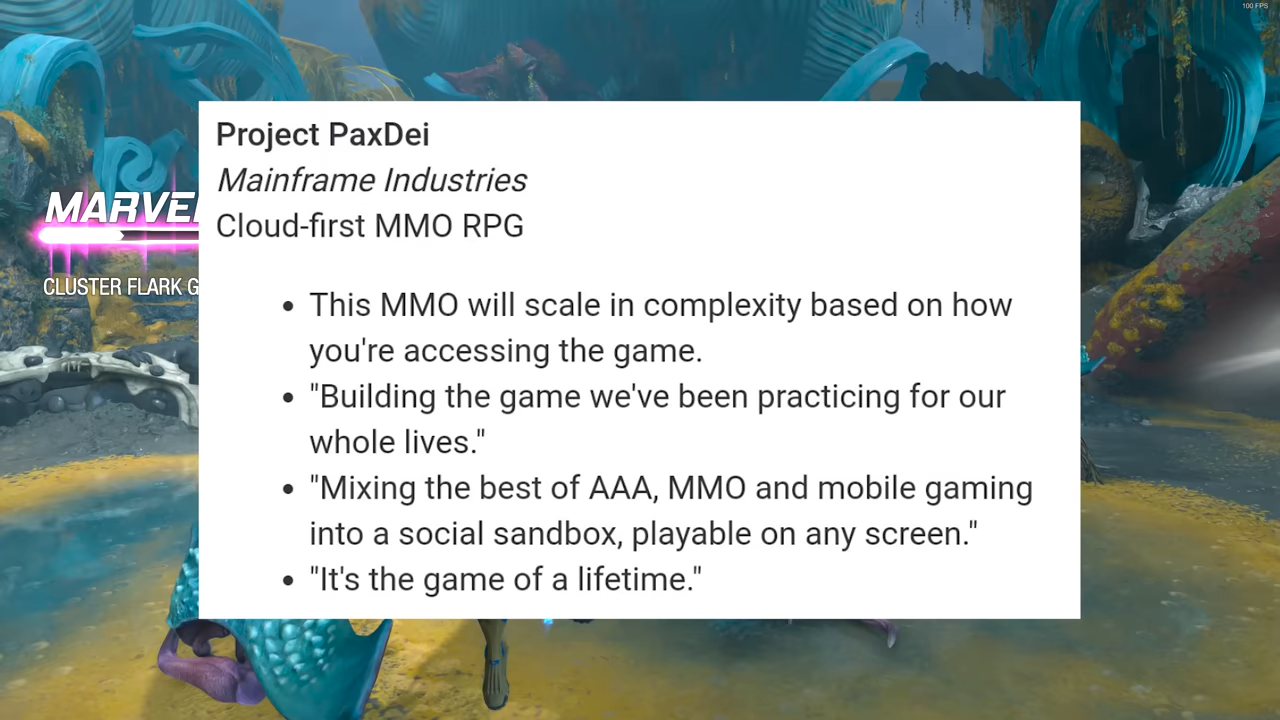 100 FPS
Project PaxDei
Mainframe Industries
Cloud-first MMO RPG
MARVEL
CLUSTER FLARK G
• This MMO will scale in complexity based on how
you're accessing the game.
• "Building the game we've been practicing for our
whole lives."
• "Mixing the best of AAA, MMO and mobile gaming
into a social sandbox, playable on any screen."
• "It's the game of a lifetime."